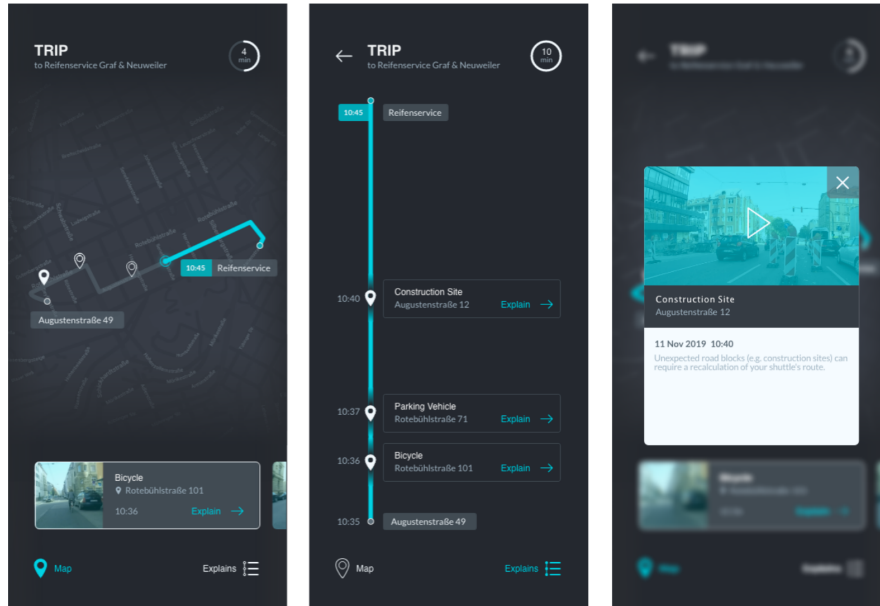 TRIP
to Reifenservice Graf & Neuweiler
4
min
10:45 Reifenservice
Augustenstraße 49
Bicycle
Rotebühlstraße 101
10:36 Explain
Map
Explains
TRIP
to Reifenservice Graf & Neuweiler
10
min
10:45 Reifenservice
10:40
Construction Site
Augustenstraße 12 Explain
10:37
Parking Vehicle
Rotebühlstraße 71 Explain
10:36
Bicycle
Rotebühlstraße 101 Explain
10:35 Augustenstraße 49
Map
Explains
TRIP
Construction Site
Augustenstraße 12
11 Nov 2019 10:40
Unexpected road blocks (e.g. construction sites) can
require a recalculation of your shuttle's route.
Bicycle